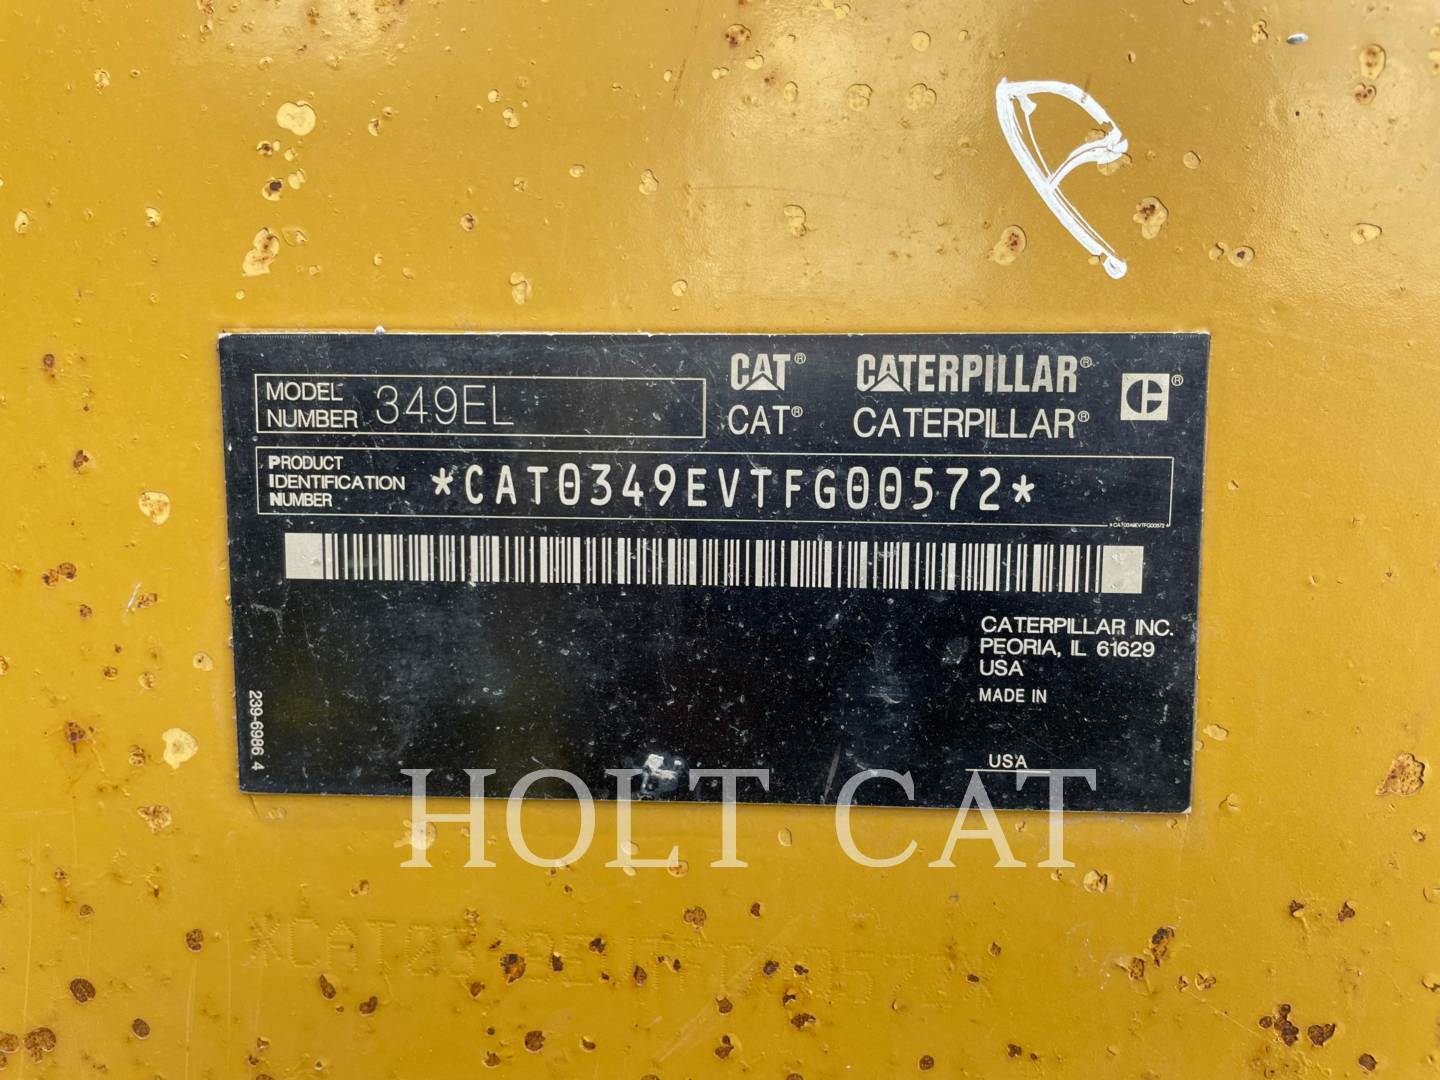 P
MODEL NUMBER 349EL
CAT® CATERPILLAR®
CAT® CATERPILLAR®
PRODUCT IDENTIFICATION NUMBER *CAT0349EVTFG00572*
*CAT0349EVTFG00572*
CATERPILLAR INC.
PEORIA, IL 61629
USA
MADE IN
USA
239-6986 4
HOLT CAT